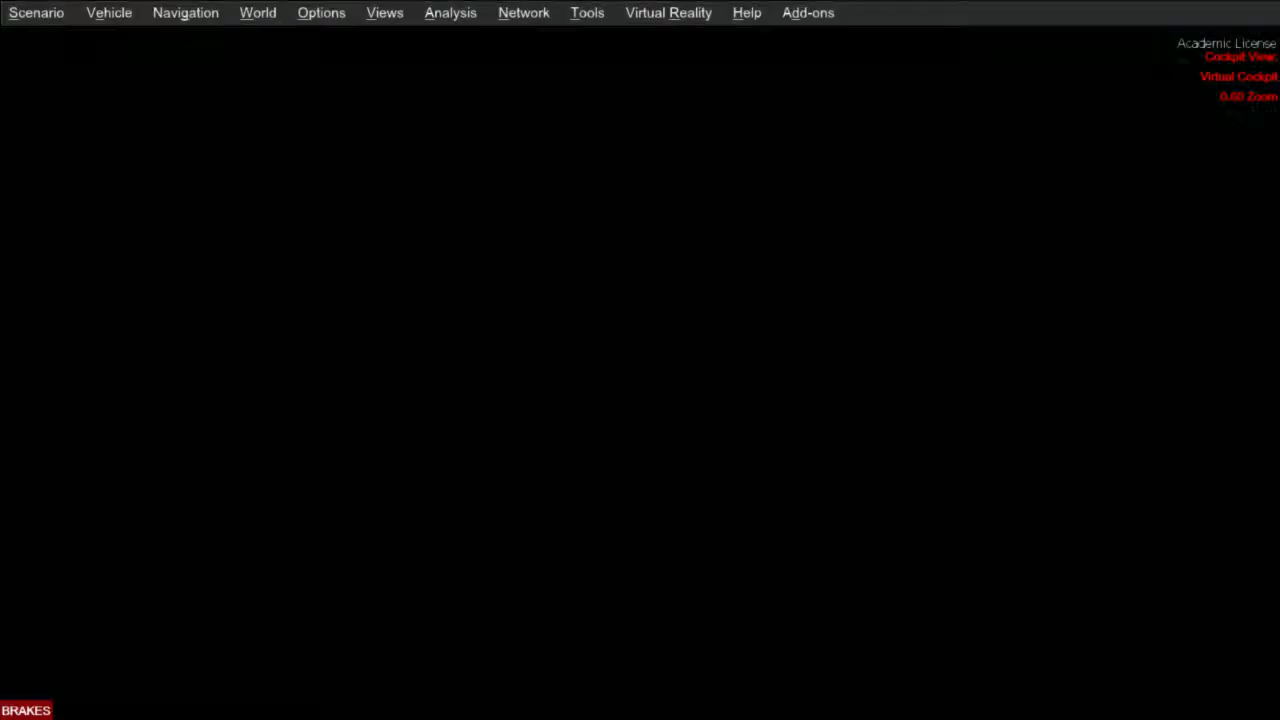 Scenario Vehicle Navigation World Options Views Analysis Network Tools Virtual Reality Help Add-ons
Academic License
Cockpit View,
Virtual Cockpit
0.60 Zoom
BRAKES